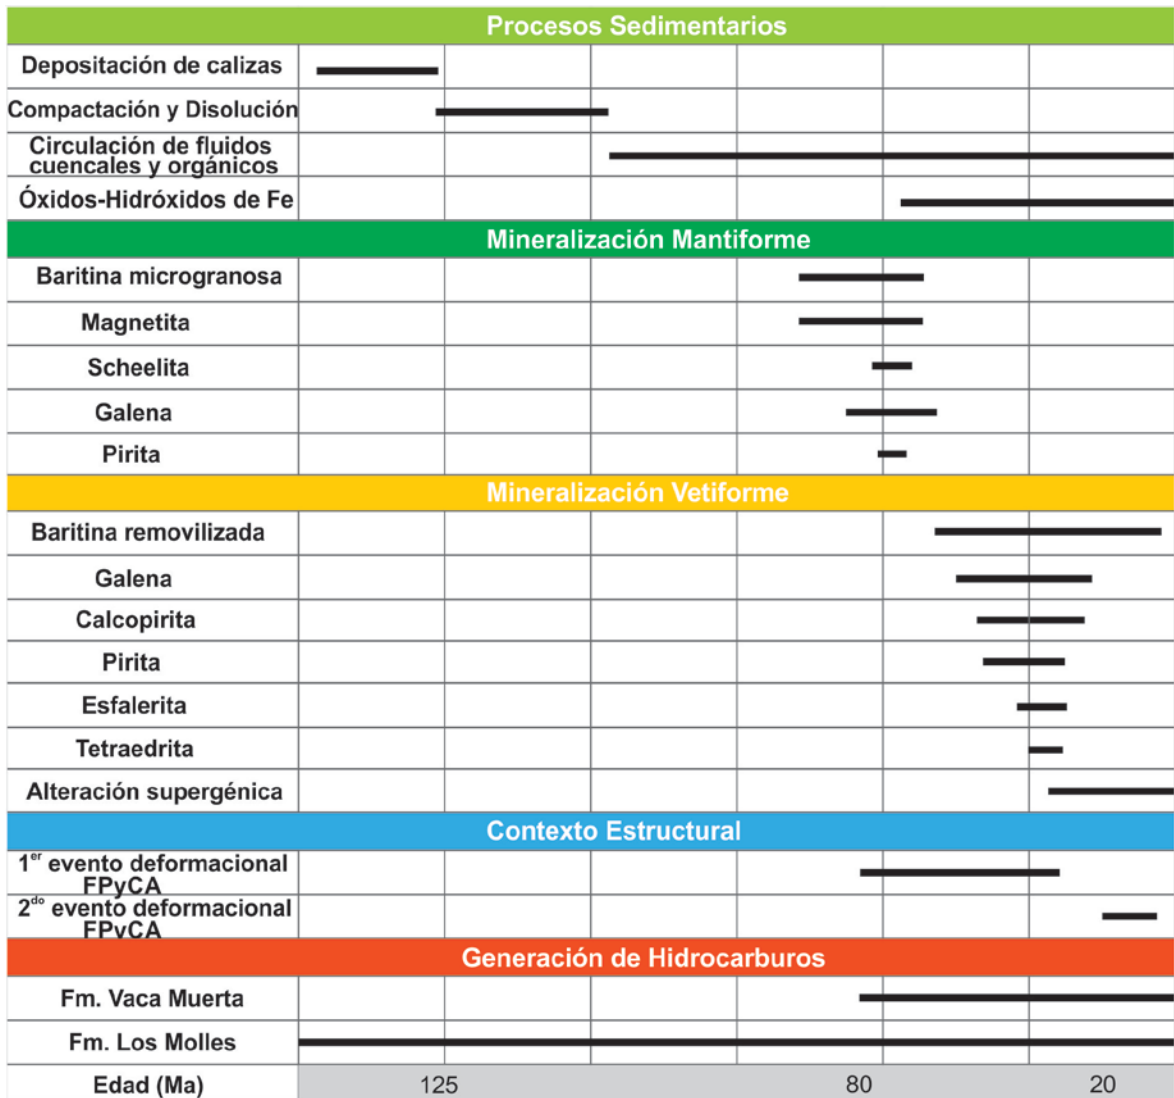 Procesos Sedimentarios
Depositación de calizas
Compactación y Disolución
Circulación de fluidos
cuencales y orgánicos
Óxidos-Hidróxidos de Fe
Mineralización Mantiforme
Baritina microgranosa
Magnetita
Scheelita
Galena
Pirita
Mineralización Vetiforme
Baritina removilizada
Galena
Calcopirita
Pirita
Esfalerita
Tetraedrita
Alteración supergénica
Contexto Estructural
1er evento deformacional
FPyCA
2do evento deformacional
FPyCA
Generación de Hidrocarburos
Fm. Vaca Muerta
Fm. Los Molles
Edad (Ma) 125 80 20